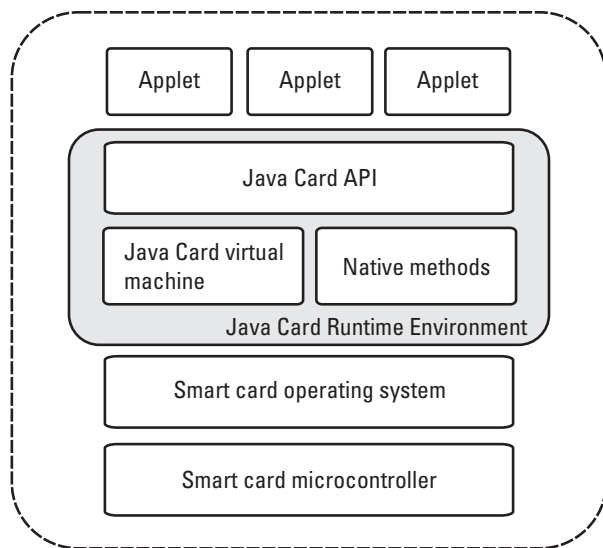 Applet Applet Applet
Java Card API
Java Card virtual
machine
Native methods
Java Card Runtime Environment
Smart card operating system
Smart card microcontroller